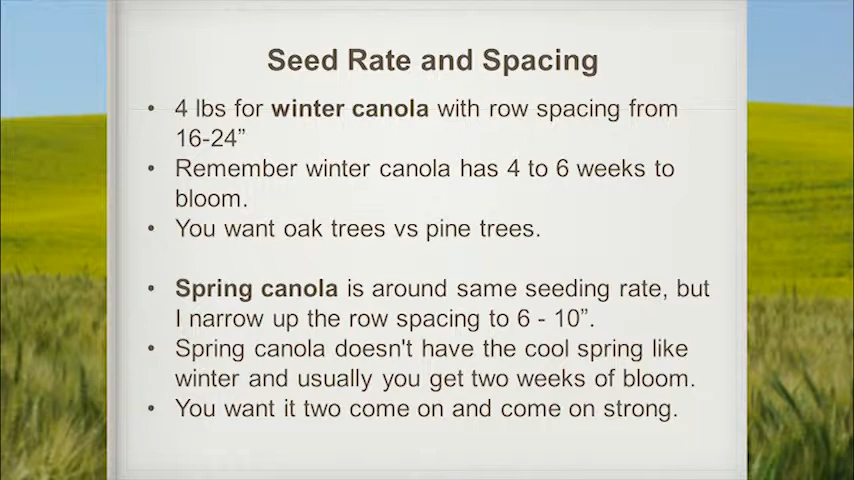 Seed Rate and Spacing
• 4 lbs for winter canola with row spacing from
16-24”
• Remember winter canola has 4 to 6 weeks to
bloom.
• You want oak trees vs pine trees.
• Spring canola is around same seeding rate, but
I narrow up the row spacing to 6 - 10”.
• Spring canola doesn't have the cool spring like
winter and usually you get two weeks of bloom.
• You want it two come on and come on strong.